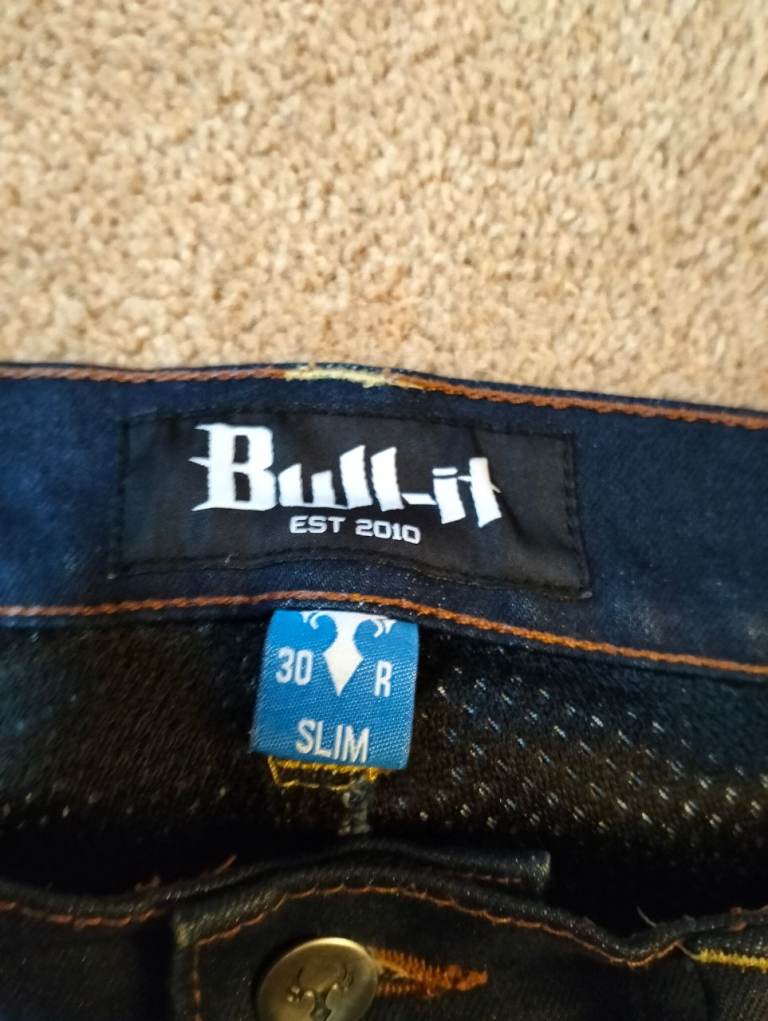 Bull-it
EST 2010
30 R
SLIM